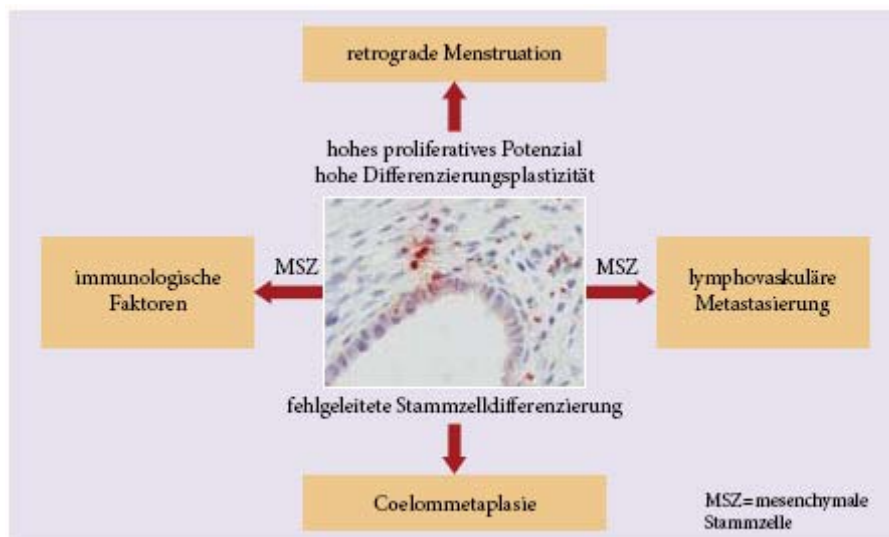 retrograde Menstruation
hohes proliferatives Potenzial
hohe Differenzierungsplastizität
immunologische
Faktoren
MSZ
MSZ
lymphovaskuläre
Metastasierung
fehlgeleitete Stammzelldifferenzierung
Coelommetaplasie
MSZ=mesenchymale
Stammzelle